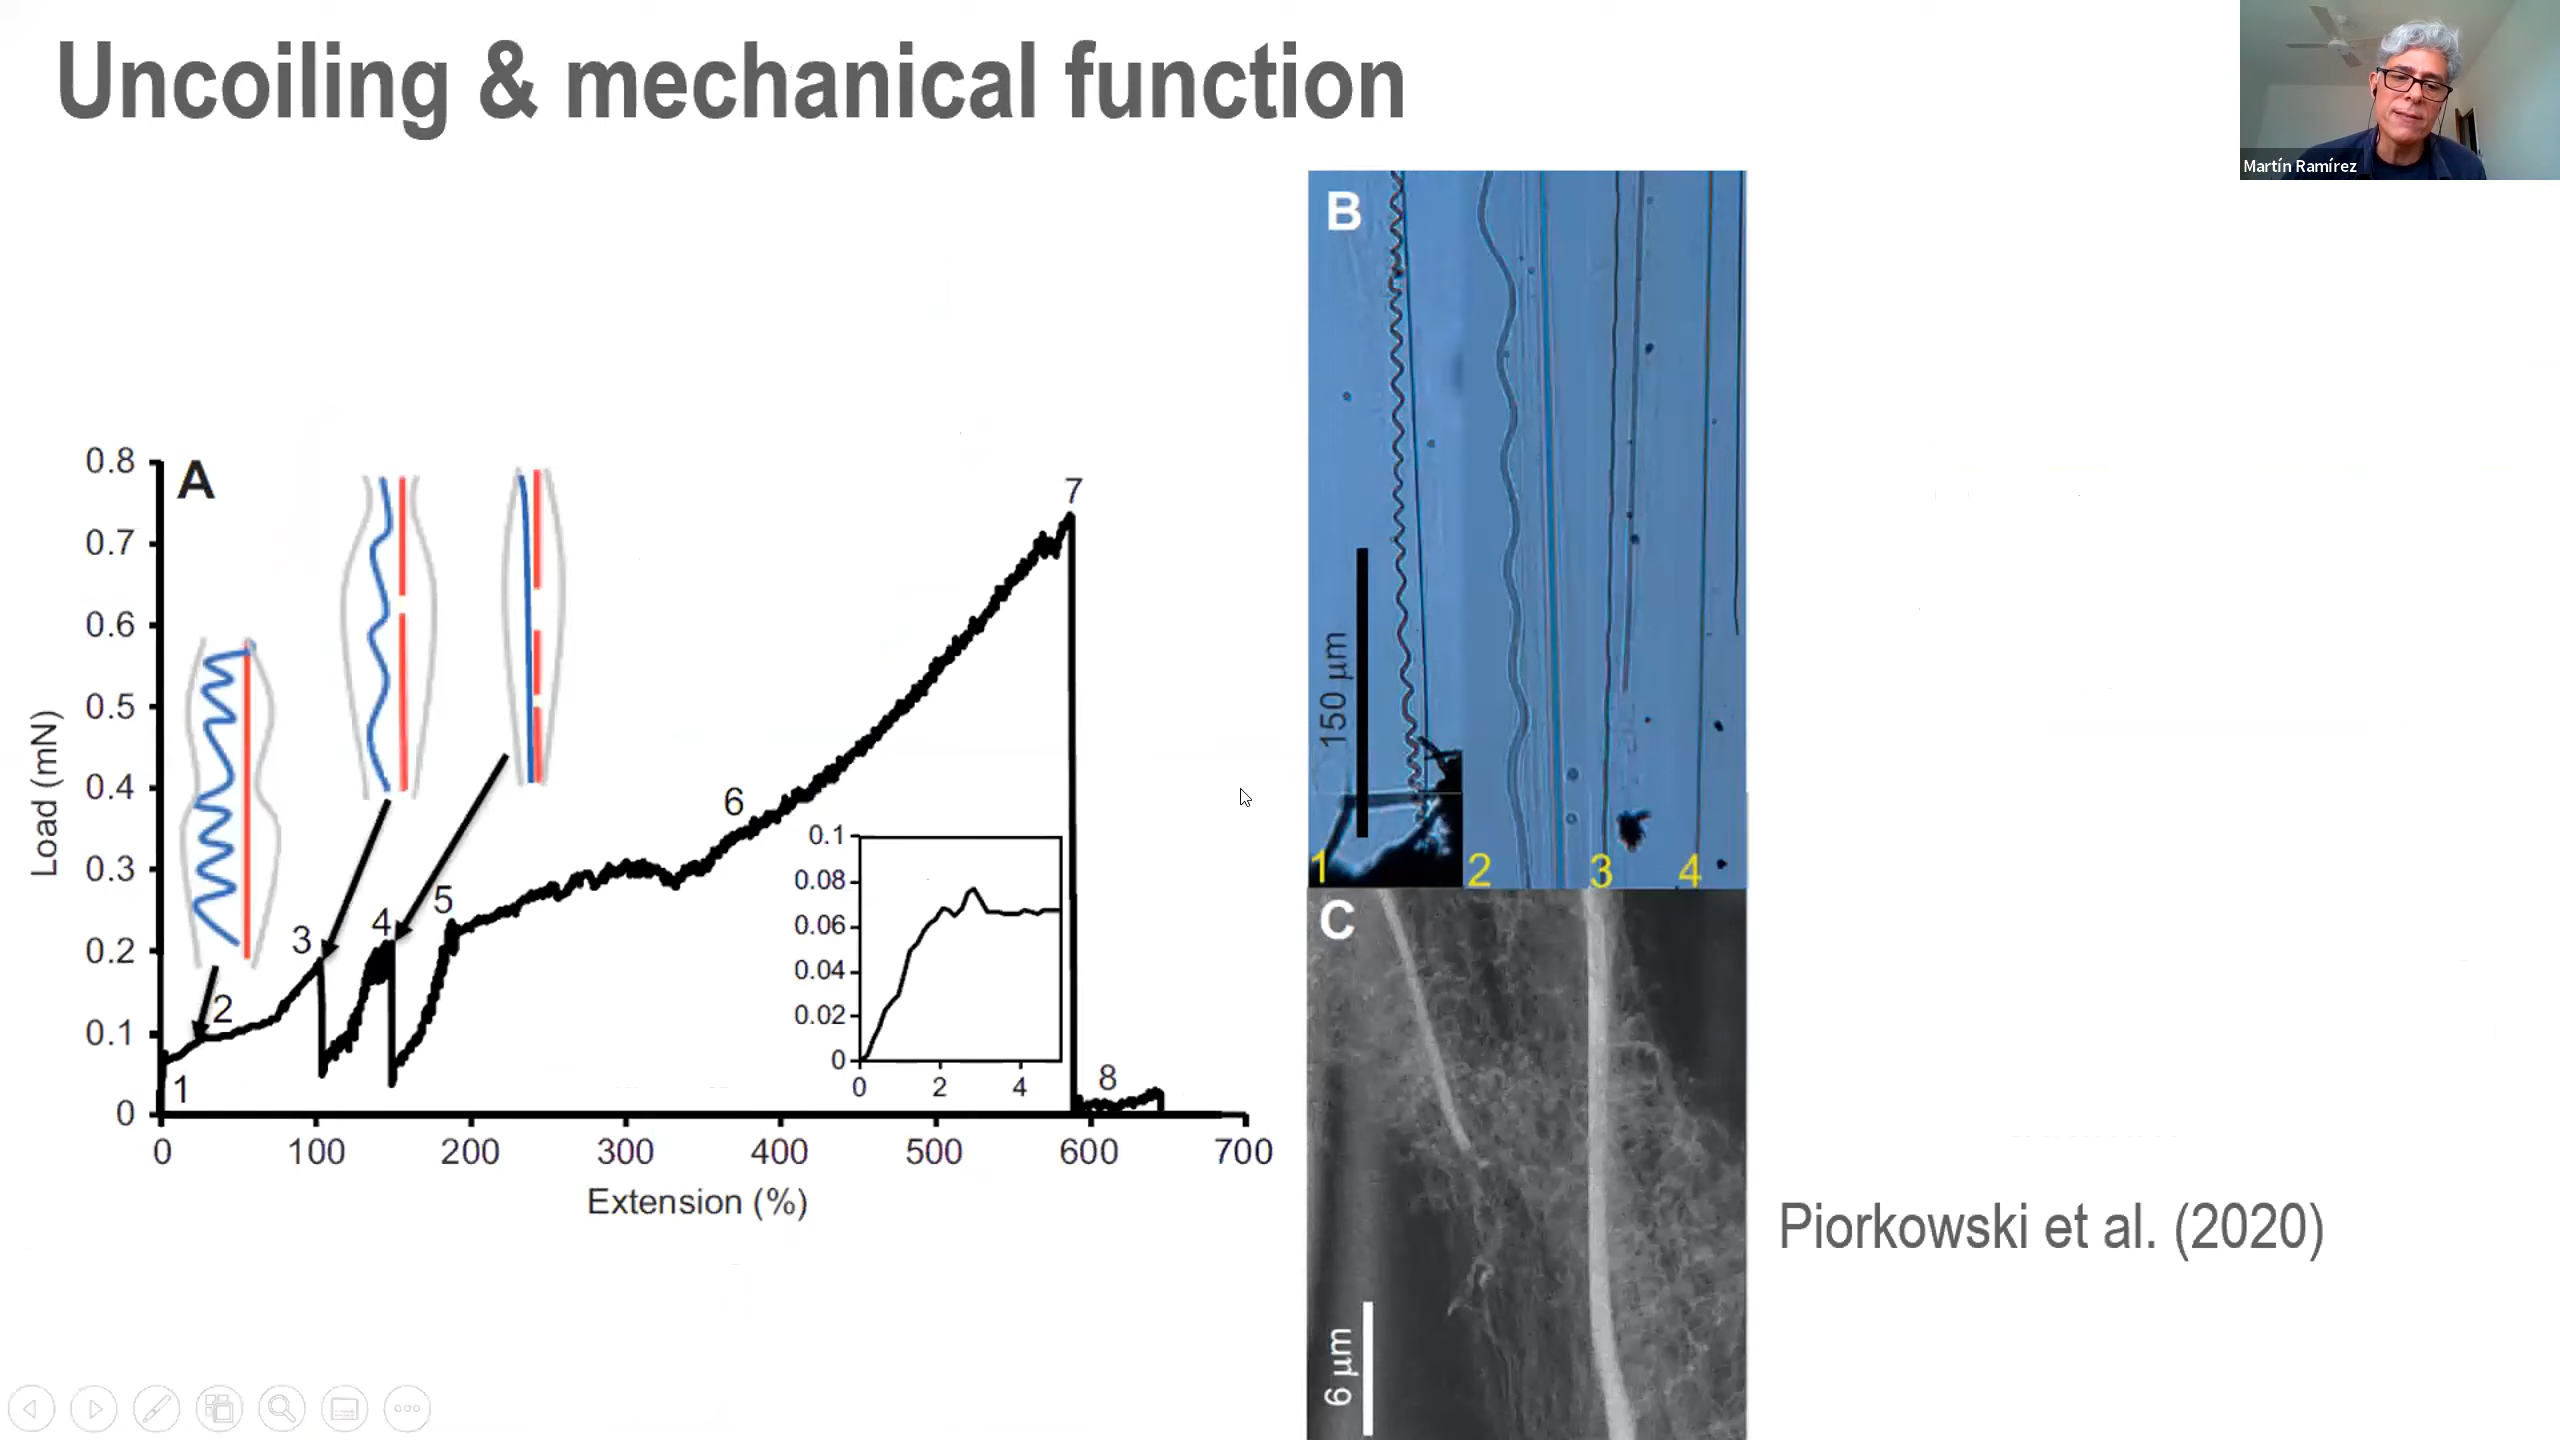 Uncoiling & mechanical function
Martín Ramírez
A
0.8
0.7
0.6
0.5
0.4
0.3
0.2
0.1
0
Load (mN)
1
2
3
4
5
6
7
8
0.1
0.08
0.06
0.04
0.02
0
0 2 4
0 100 200 300 400 500 600 700
Extension (%)
B
150 µm
1 2 3 4
C
6 µm
Piorkowski et al. (2020)